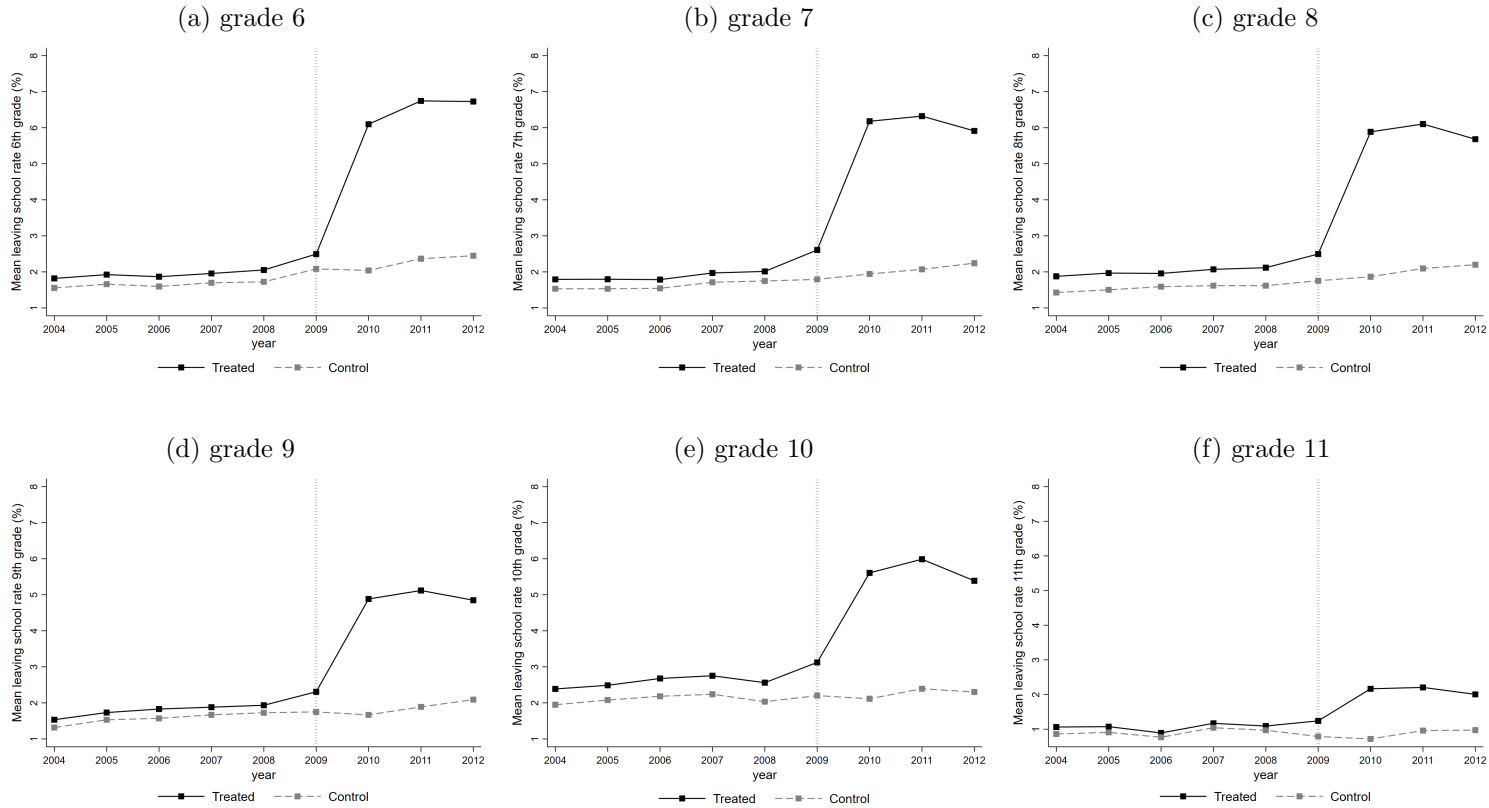 (a) grade 6
Mean leaving school rate 6th grade (%)
8
7
6
5
4
3
2
1
2004 2005 2006 2007 2008 2009 2010 2011 2012
year
Treated Control
(b) grade 7
Mean leaving school rate 7th grade (%)
8
7
6
5
4
3
2
1
2004 2005 2006 2007 2008 2009 2010 2011 2012
year
Treated Control
(c) grade 8
Mean leaving school rate 8th grade (%)
8
7
6
5
4
3
2
1
2004 2005 2006 2007 2008 2009 2010 2011 2012
year
Treated Control
(d) grade 9
Mean leaving school rate 9th grade (%)
8
7
6
5
4
3
2
1
2004 2005 2006 2007 2008 2009 2010 2011 2012
year
Treated Control
(e) grade 10
Mean leaving school rate 10th grade (%)
8
7
6
5
4
3
2
1
2004 2005 2006 2007 2008 2009 2010 2011 2012
year
Treated Control
(f) grade 11
Mean leaving school rate 11th grade (%)
8
7
6
5
4
3
2
1
2004 2005 2006 2007 2008 2009 2010 2011 2012
year
Treated Control